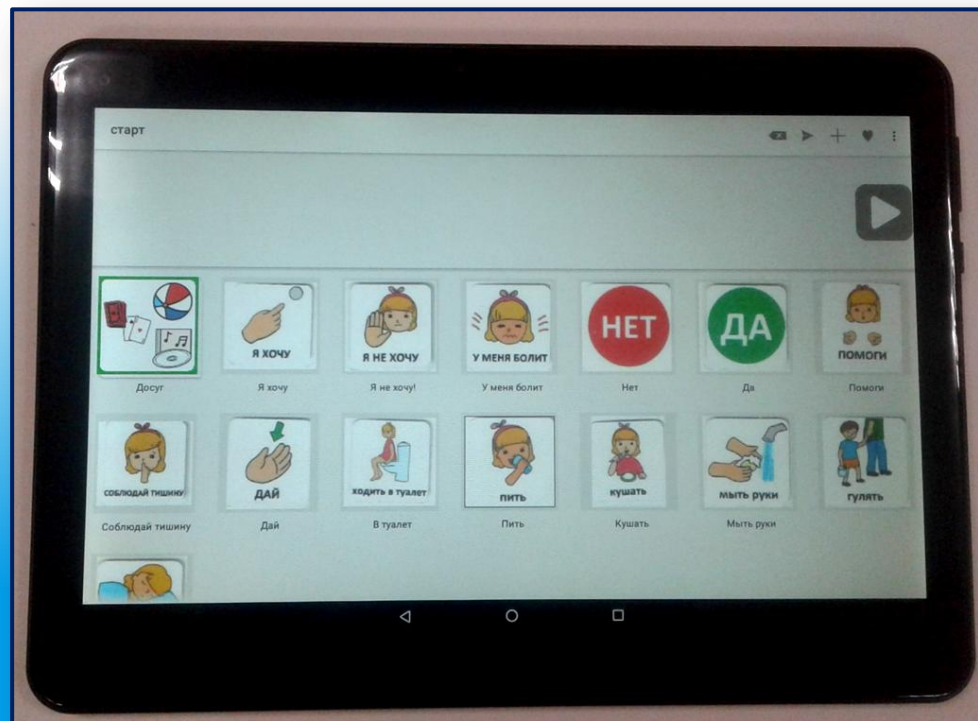 старт
Я ХОЧУ
Я НЕ ХОЧУ
У МЕНЯ БОЛИТ
НЕТ
ДА
ПОМОГИ
Досуг
Я хочу
Я не хочу!
У меня болит
Нет
Да
Помоги
СОБЛЮДАЙ ТИШИНУ
ДАЙ
ХОДИТЬ В ТУАЛЕТ
ПИТЬ
кушать
МЫТЬ РУКИ
ГУЛЯТЬ
Соблюдай тишину
Дай
В туалет
Пить
Кушать
Мыть руки